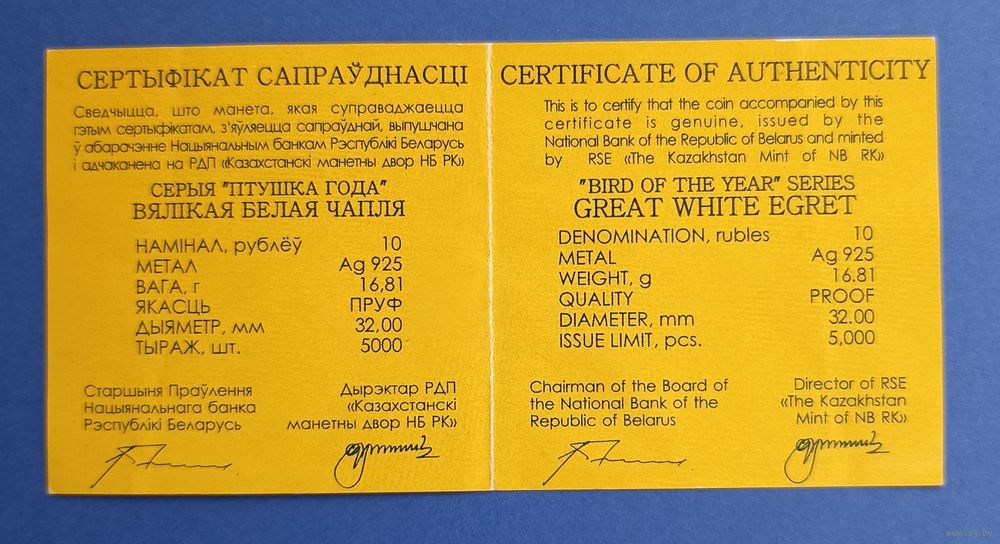 СЕРТЫФІКАТ САПРАЎДНАСЦІ
Сведчыцца, што манета, якая суправаджаецца
гэтым сертыфікатам, з'яўляецца сапраўднай, выпушчана
ў абарачэнне Нацыянальным банкам Рэспублікі Беларусь
і адчаканена на РДП «Казахстанскі манетны двор НБ РК»
СЕРЫЯ "ПТУШКА ГОДА"
ВЯЛІКАЯ БЕЛАЯ ЧАПЛЯ
НАМІНАЛ, рублёў 10
МЕТАЛ Ag 925
ВАГА, г 16,81
ЯКАСЦЬ ПРУФ
ДЫЯМЕТР, мм 32,00
ТЫРАЖ, шт. 5000
Старшыня Праўлення
Нацыянальнага банка
Рэспублікі Беларусь
Дырэктар РДП
«Казахстанскі
манетны двор НБ РК»
CERTIFICATE OF AUTHENTICITY
This is to certify that the coin accompanied by this
certificate is genuine, issued by the
National Bank of the Republic of Belarus and minted
by RSE «The Kazakhstan Mint of NB RK»
"BIRD OF THE YEAR" SERIES
GREAT WHITE EGRET
DENOMINATION, rubles 10
METAL Ag 925
WEIGHT, g 16.81
QUALITY PROOF
DIAMETER, mm 32.00
ISSUE LIMIT, pcs. 5,000
Chairman of the Board of
the National Bank of the
Republic of Belarus
Director of RSE
«The Kazakhstan
Mint of NB RK»
www.ay.by